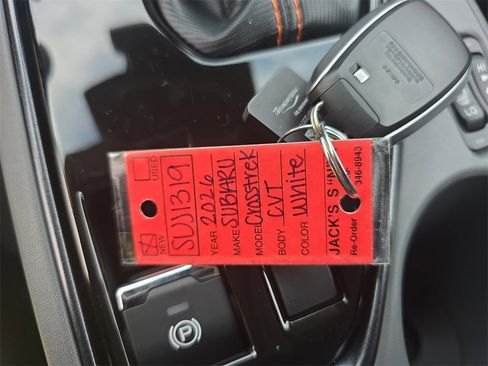 USED
NEW
SUJ1319
YEAR 2026
MAKE SUBARU
MODEL Crosstrek
BODY CVT
COLOR White
JACK'S S
Re-Order 346-8943
P